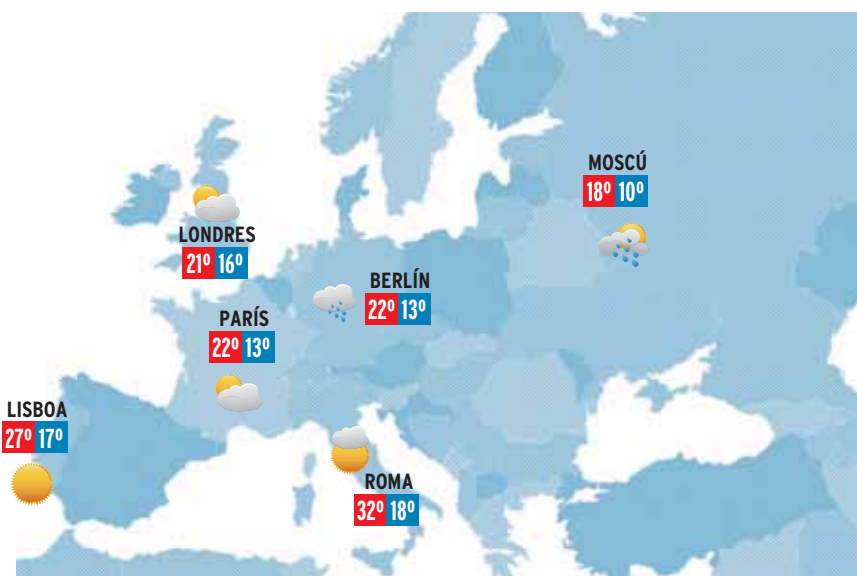 MOSCÚ
18º 10º
LONDRES
21º 16º
BERLÍN
22º 13º
PARÍS
22º 13º
LISBOA
27º 17º
ROMA
32º 18º